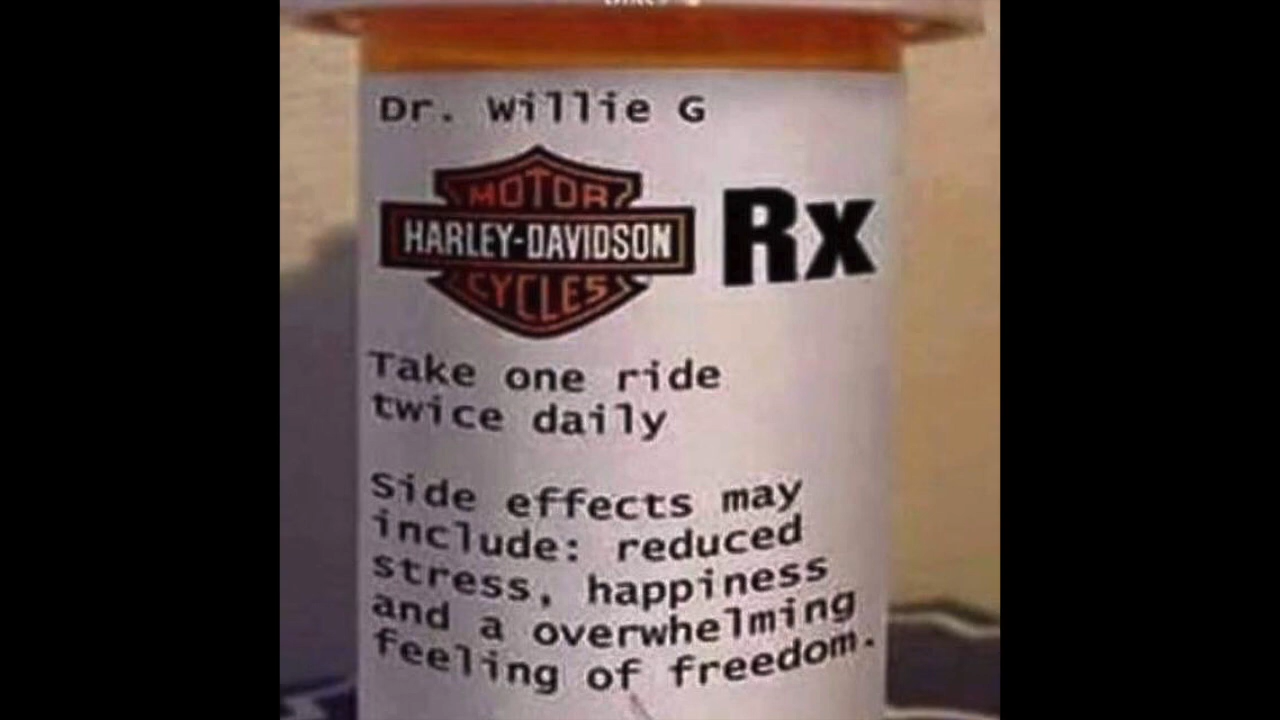 Dr. Willie G
MOTOR
HARLEY-DAVIDSON
CYCLES
Rx
Take one ride
twice daily
Side effects may
include: reduced
stress, happiness
and a overwhelming
feeling of freedom.